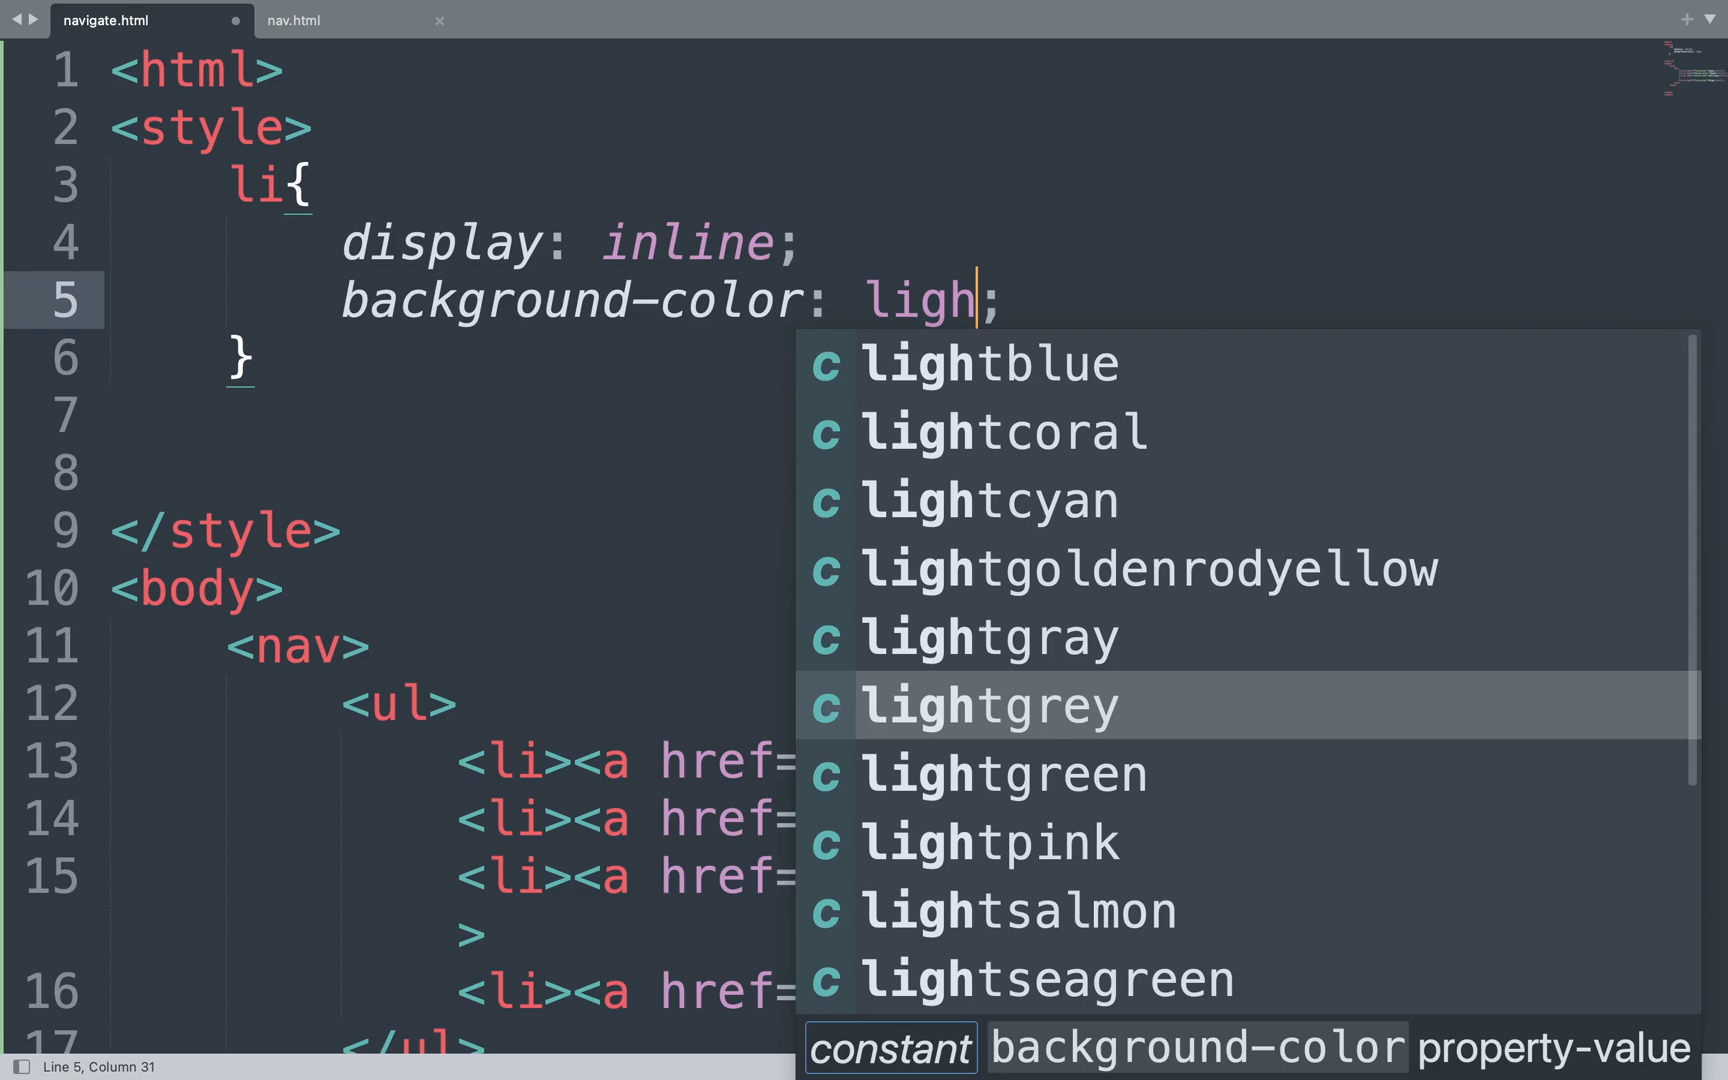 navigate.html
nav.html
1 <html>
2 <style>
3 li{
4 display: inline;
5 background-color: ligh;
6 }
7
8
9 </style>
10 <body>
11 <nav>
12 <ul>
13 <li><a href=
14 <li><a href=
15 <li><a href=
>
16 <li><a href=
17 </ul>
c lightblue
c lightcoral
c lightcyan
c lightgoldenrodyellow
c lightgray
c lightgrey
c lightgreen
c lightpink
c lightsalmon
c lightseagreen
constant background-color property-value
Line 5, Column 31